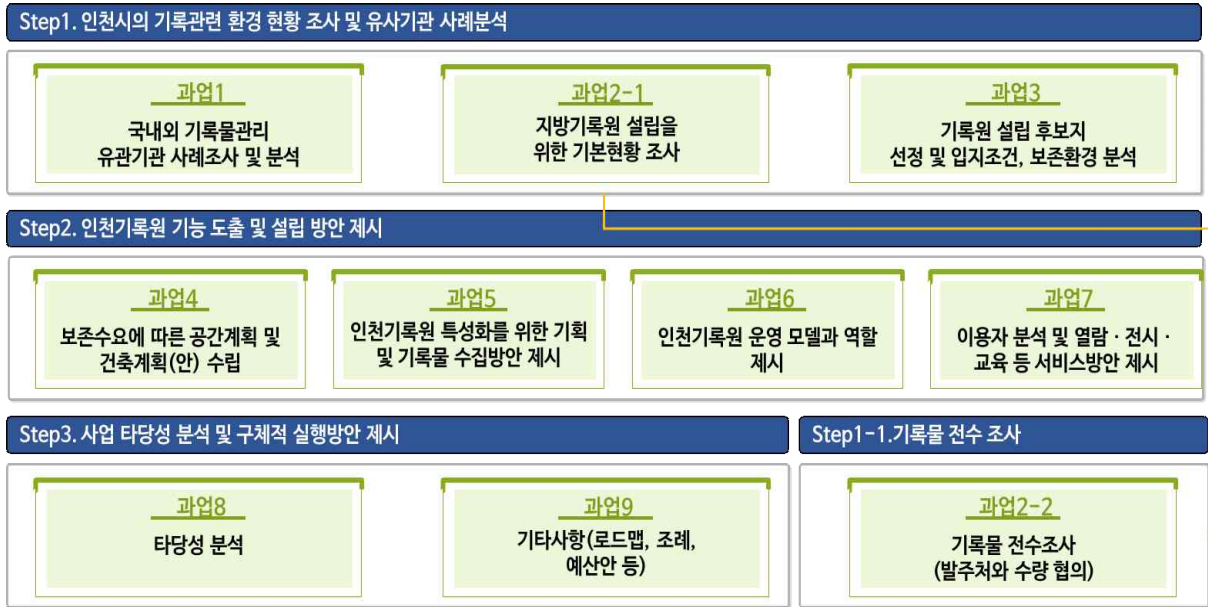 Step1. 인천시의 기록관련 환경 현황 조사 및 유사기관 사례분석
과업1
국내외 기록물관리
유관기관 사례조사 및 분석
과업2-1
지방기록원 설립을
위한 기본현황 조사
과업3
기록원 설립 후보지
선정 및 입지조건, 보존환경 분석
Step2. 인천기록원 기능 도출 및 설립 방안 제시
과업4
보존수요에 따른 공간계획 및
건축계획(안) 수립
과업5
인천기록원 특성화를 위한 기획
및 기록물 수집방안 제시
과업6
인천기록원 운영 모델과 역할
제시
과업7
이용자 분석 및 열람 · 전시 ·
교육 등 서비스방안 제시
Step3. 사업 타당성 분석 및 구체적 실행방안 제시
과업8
타당성 분석
과업9
기타사항(로드맵, 조례,
예산안 등)
Step1-1.기록물 전수 조사
과업2-2
기록물 전수조사
(발주처와 수량 협의)